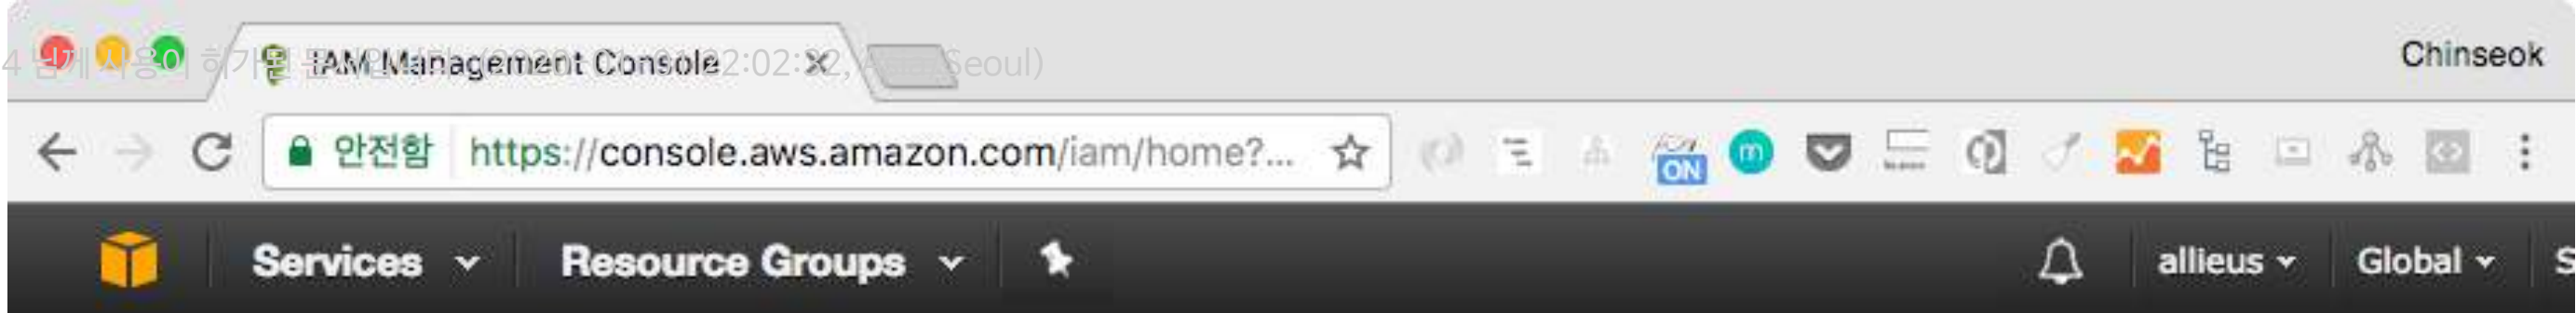 IAM Management Console
Chinseok
안전함 https://console.aws.amazon.com/iam/home?...
ON m
Services Resource Groups allieus Global S